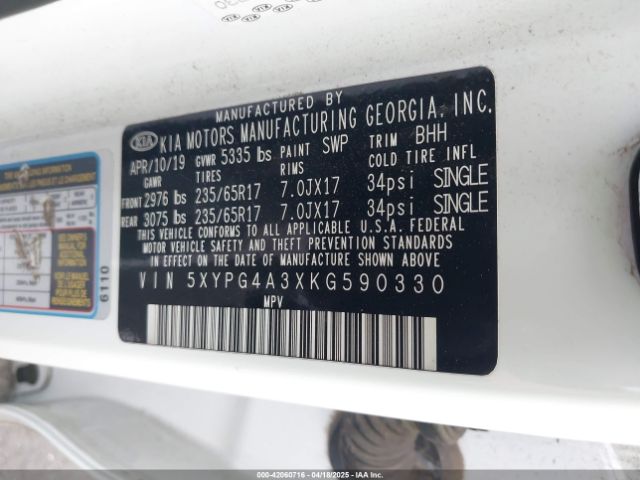 MANUFACTURED BY
KIA KIA MOTORS MANUFACTURING GEORGIA, INC.
APR/10/19 GVWR 5335 lbs PAINT SWP TRIM BHH
GAWR TIRES RIMS COLD TIRE INFL
FRONT 2976 lbs 235/65R17 7.0JX17 34psi SINGLE
REAR 3075 lbs 235/65R17 7.0JX17 34psi SINGLE
THIS VEHICLE CONFORMS TO ALL APPLICABLE U.S.A. FEDERAL
MOTOR VEHICLE SAFETY, BUMPER, AND THEFT PREVENTION STANDARDS
IN EFFECT ON THE DATE OF MANUFACTURE SHOWN ABOVE.
VIN 5XYPG4A3XKG590330
MPV
6110
000-42060716 - 04/18/2025 - IAA Inc.